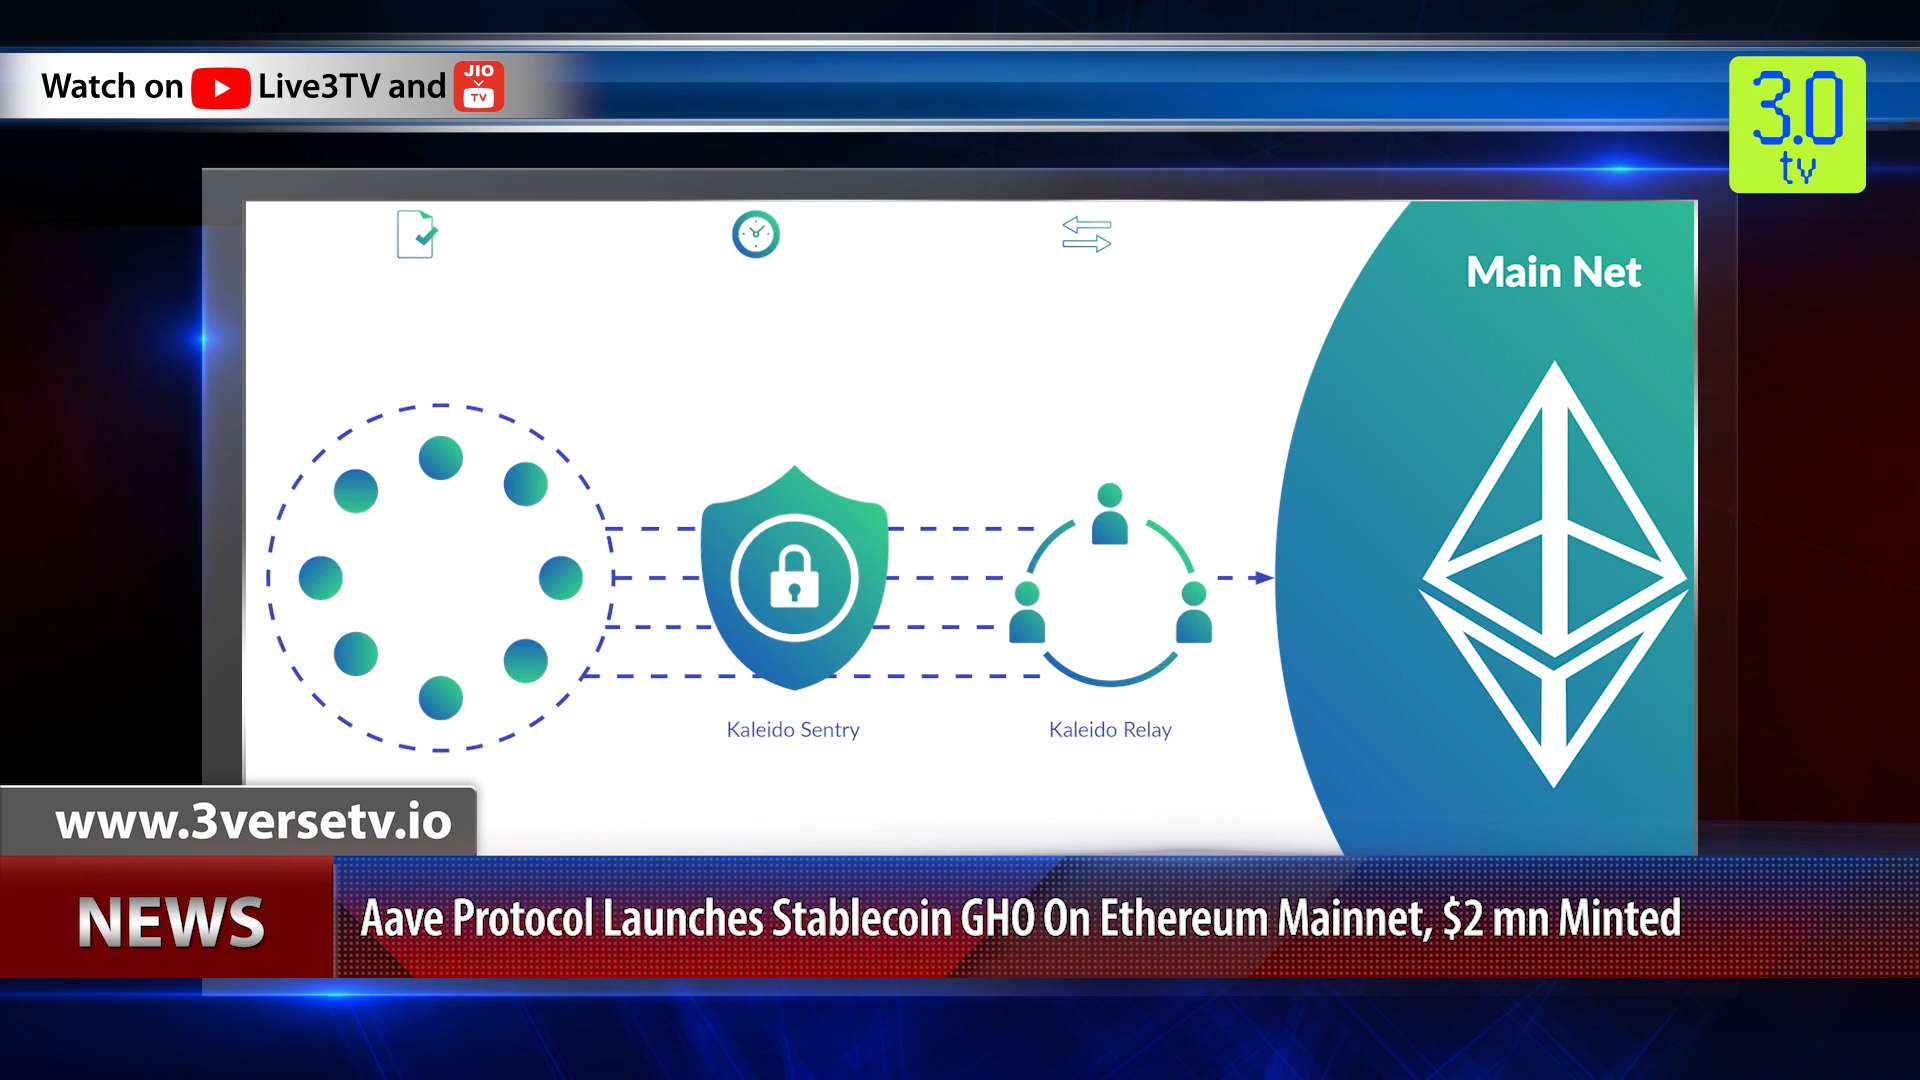 Watch on Live3TV and JIO TV
3.0
tv
Main Net
Kaleido Sentry
Kaleido Relay
www.3versetv.io
NEWS
Aave Protocol Launches Stablecoin GHO On Ethereum Mainnet, $2 mn Minted